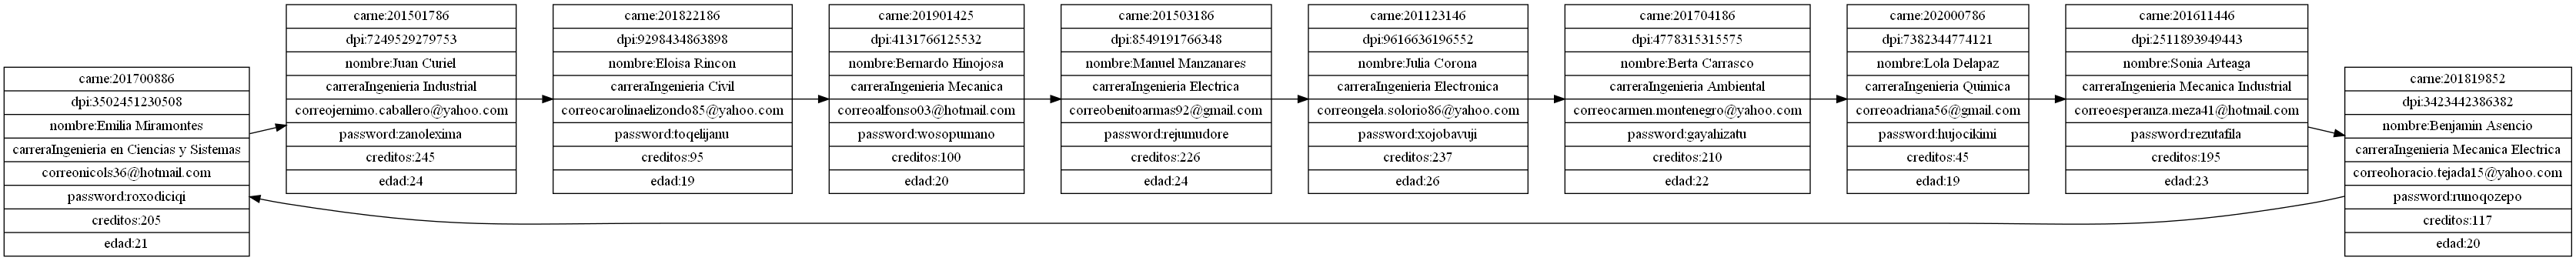 carne:201700886
dpi:3502451230508
nombre:Emilia Miramontes
carreraIngenieria en Ciencias y Sistemas
correonicols36@hotmail.com
password:roxodiciqi
creditos:205
edad:21
carne:201501786
dpi:7249529279753
nombre:Juan Curiel
carreraIngenieria Industrial
correojernimo.caballero@yahoo.com
password:zanolexima
creditos:245
edad:24
carne:201822186
dpi:9298434863898
nombre:Eloisa Rincon
carreraIngenieria Civil
correocarolinaelizondo85@yahoo.com
password:toqelijanu
creditos:95
edad:19
carne:201901425
dpi:4131766125532
nombre:Bernardo Hinojosa
carreraIngenieria Mecanica
correoalfonso03@hotmail.com
password:wosopumano
creditos:100
edad:20
carne:201503186
dpi:8549191766348
nombre:Manuel Manzanares
carreraIngenieria Electrica
correobenitoarmas92@gmail.com
password:rejumudore
creditos:226
edad:24
carne:201123146
dpi:9616636196552
nombre:Julia Corona
carreraIngenieria Electronica
correongela.solorio86@yahoo.com
password:xojobavuji
creditos:237
edad:26
carne:201704186
dpi:4778315315575
nombre:Berta Carrasco
carreraIngenieria Ambiental
correocarmen.montenegro@yahoo.com
password:gayahizatu
creditos:210
edad:22
carne:202000786
dpi:7382344774121
nombre:Lola Delapaz
carreraIngenieria Quimica
correoadriana56@gmail.com
password:hujocikimi
creditos:45
edad:19
carne:201611446
dpi:2511893949443
nombre:Sonia Arteaga
carreraIngenieria Mecanica Industrial
correoesperanza.meza41@hotmail.com
password:rezutafila
creditos:195
edad:23
carne:201819852
dpi:3423442386382
nombre:Benjamin Asencio
carreraIngenieria Mecanica Electrica
correohoracio.tejada15@yahoo.com
password:runoqozepo
creditos:117
edad:20